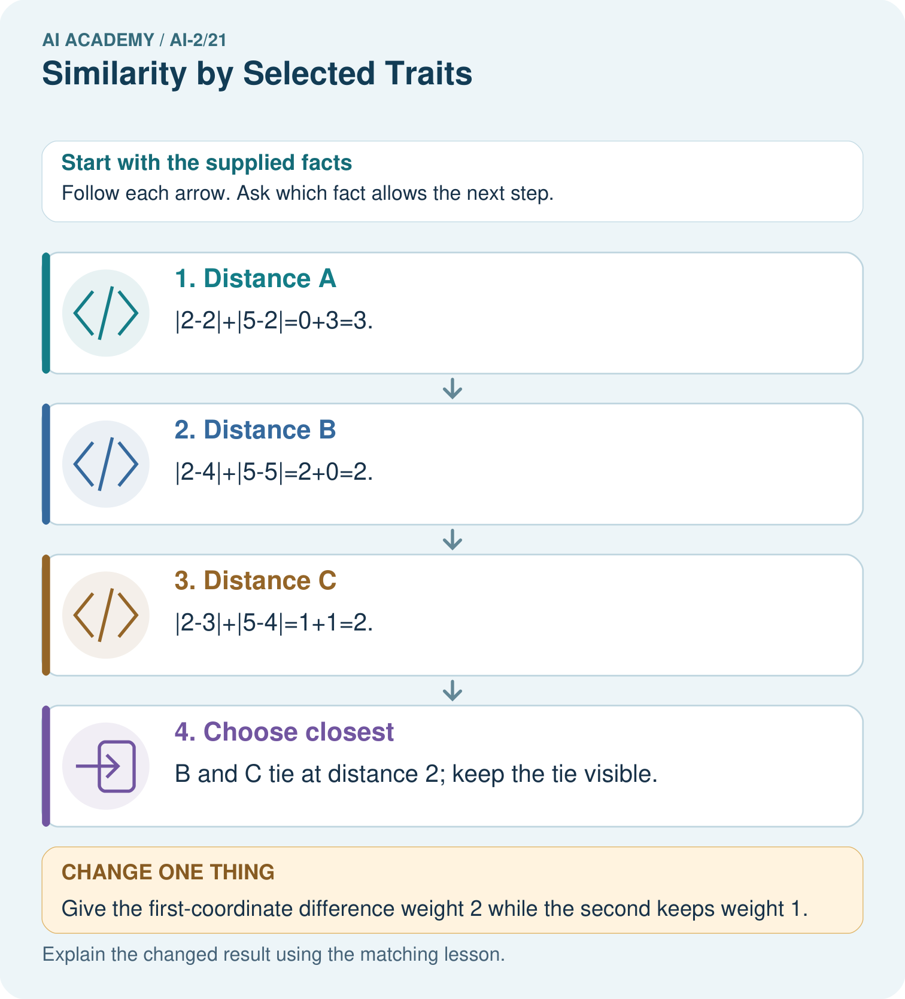 AI ACADEMY / AI-2/21
Similarity by Selected Traits
Start with the supplied facts
Follow each arrow. Ask which fact allows the next step.
1. Distance A
|2-2|+|5-2|=0+3=3.
2. Distance B
|2-4|+|5-5|=2+0=2.
3. Distance C
|2-3|+|5-4|=1+1=2.
4. Choose closest
B and C tie at distance 2; keep the tie visible.
CHANGE ONE THING
Give the first-coordinate difference weight 2 while the second keeps weight 1.
Explain the changed result using the matching lesson.